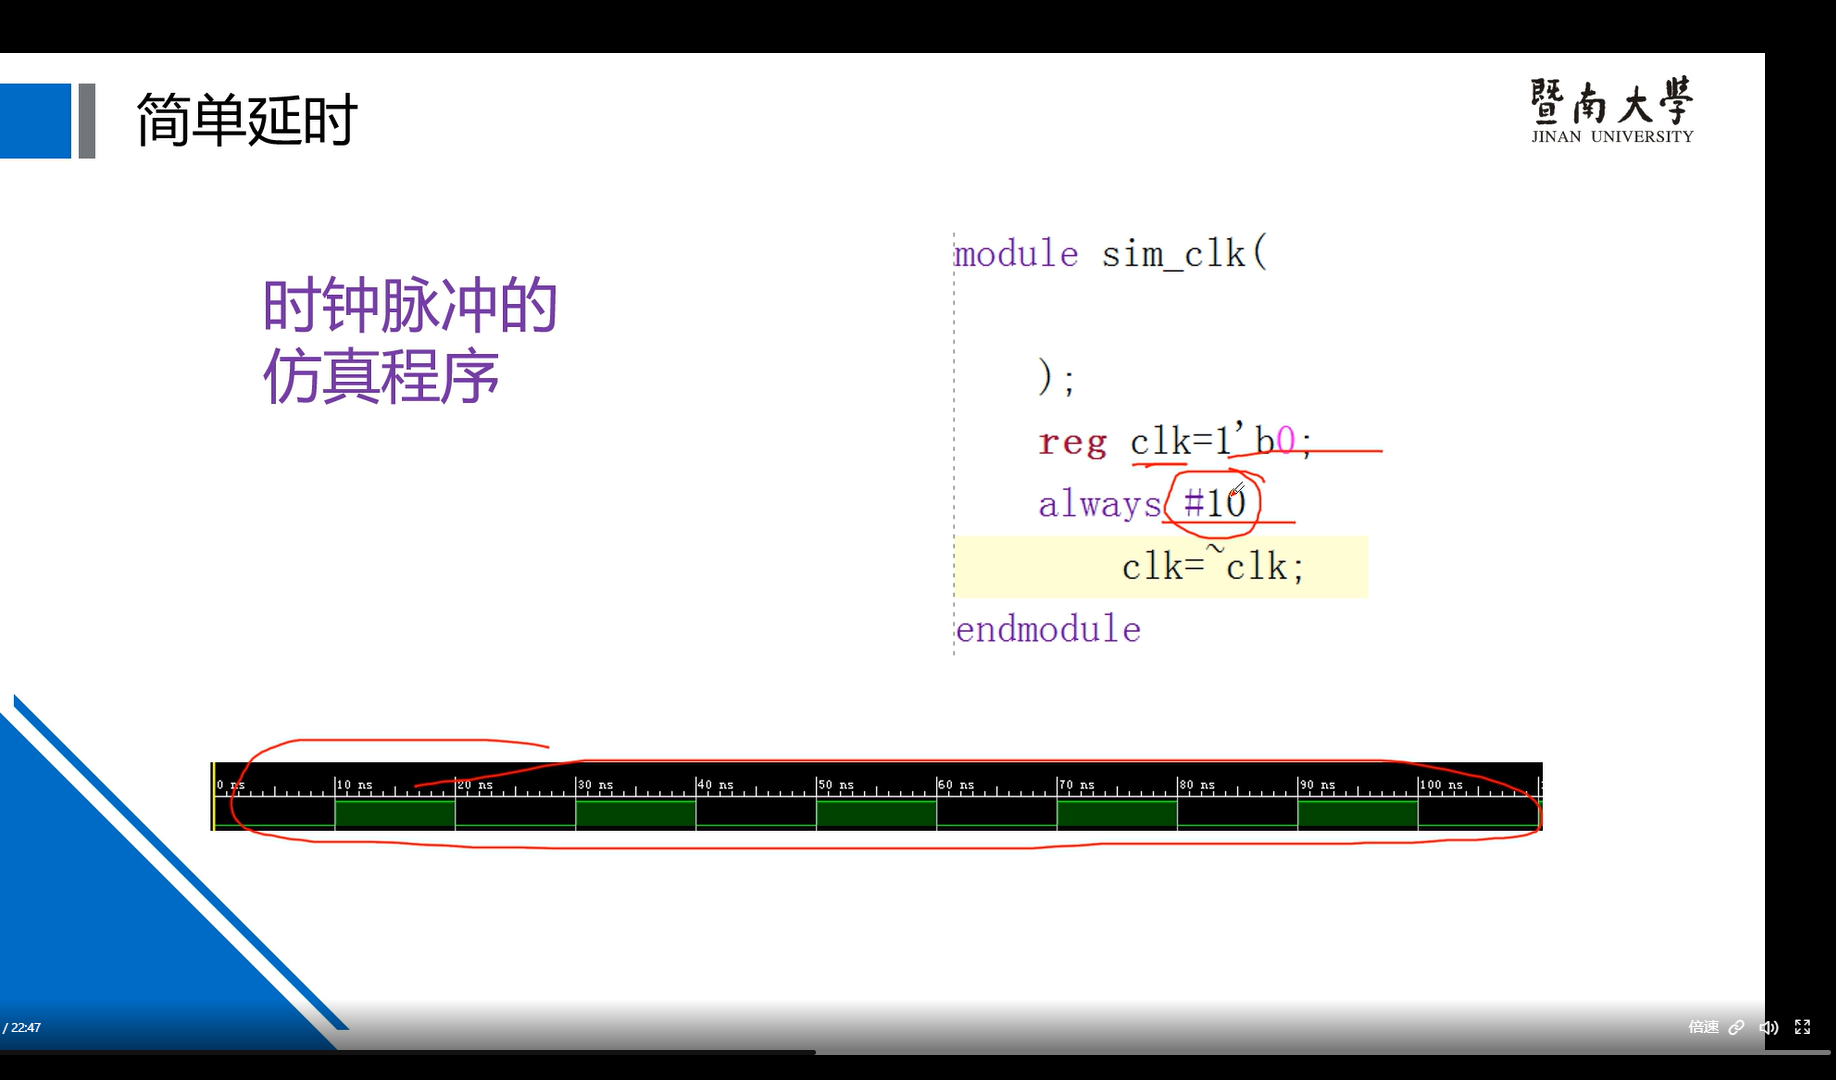 简单延时
暨南大學
JINAN UNIVERSITY
时钟脉冲的
仿真程序
module sim_clk(
);
reg clk=1'b0;
always #10
clk=~clk;
endmodule
0 ns 10 ns 20 ns 30 ns 40 ns 50 ns 60 ns 70 ns 80 ns 90 ns 100 ns
/ 22:47
倍速